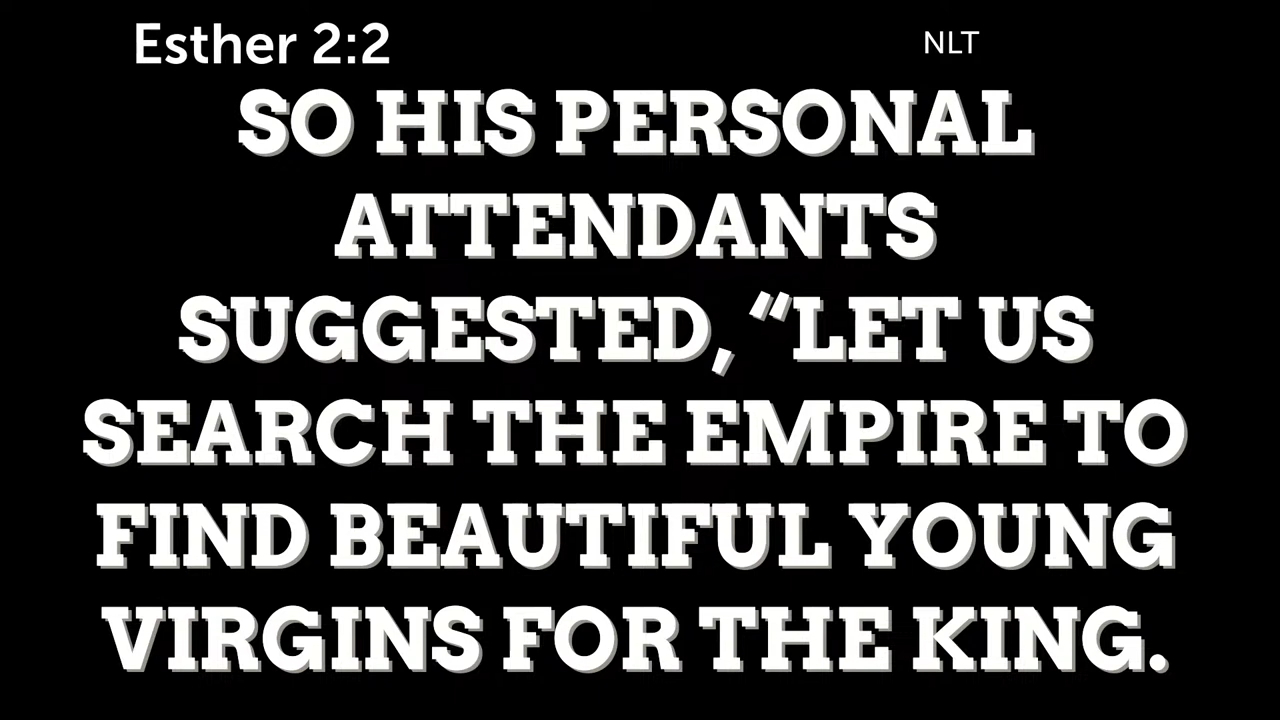 Esther 2:2
NLT
SO HIS PERSONAL
ATTENDANTS
SUGGESTED, “LET US
SEARCH THE EMPIRE TO
FIND BEAUTIFUL YOUNG
VIRGINS FOR THE KING.